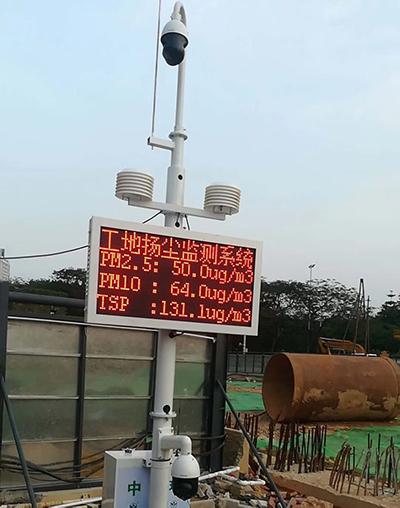 工地扬尘监测系统
PM2.5: 50.0ug/m3
PM10 : 64.0ug/m3
TSP :131.1ug/m3
中